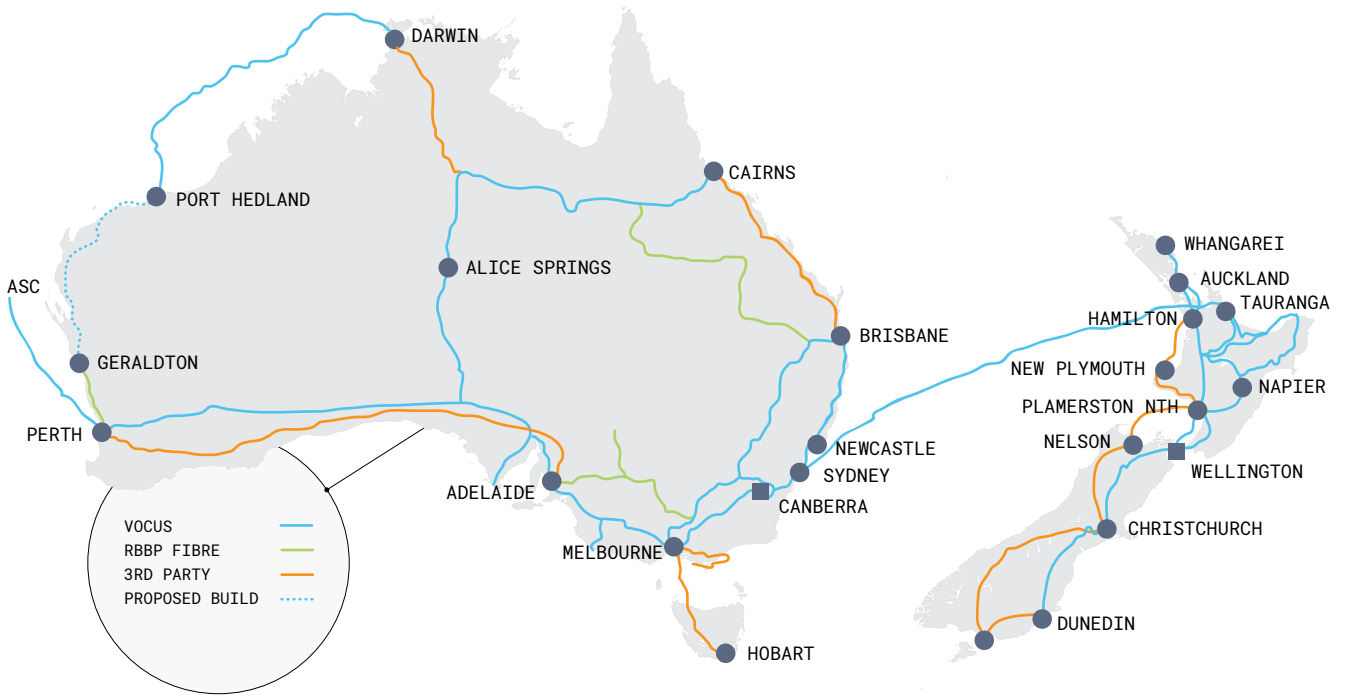 DARWIN
CAIRNS
PORT HEDLAND
WHANGAREI
ALICE SPRINGS
AUCKLAND
ASC
TAURANGA
HAMILTON
BRISBANE
GERALDTON
NEW PLYMOUTH
NAPIER
PLAMERSTON NTH
PERTH
NELSON
NEWCASTLE
WELLINGTON
SYDNEY
ADELAIDE
CANBERRA
VOCUS
CHRISTCHURCH
RBBP FIBRE
MELBOURNE
3RD PARTY
PROPOSED BUILD
DUNEDIN
HOBART